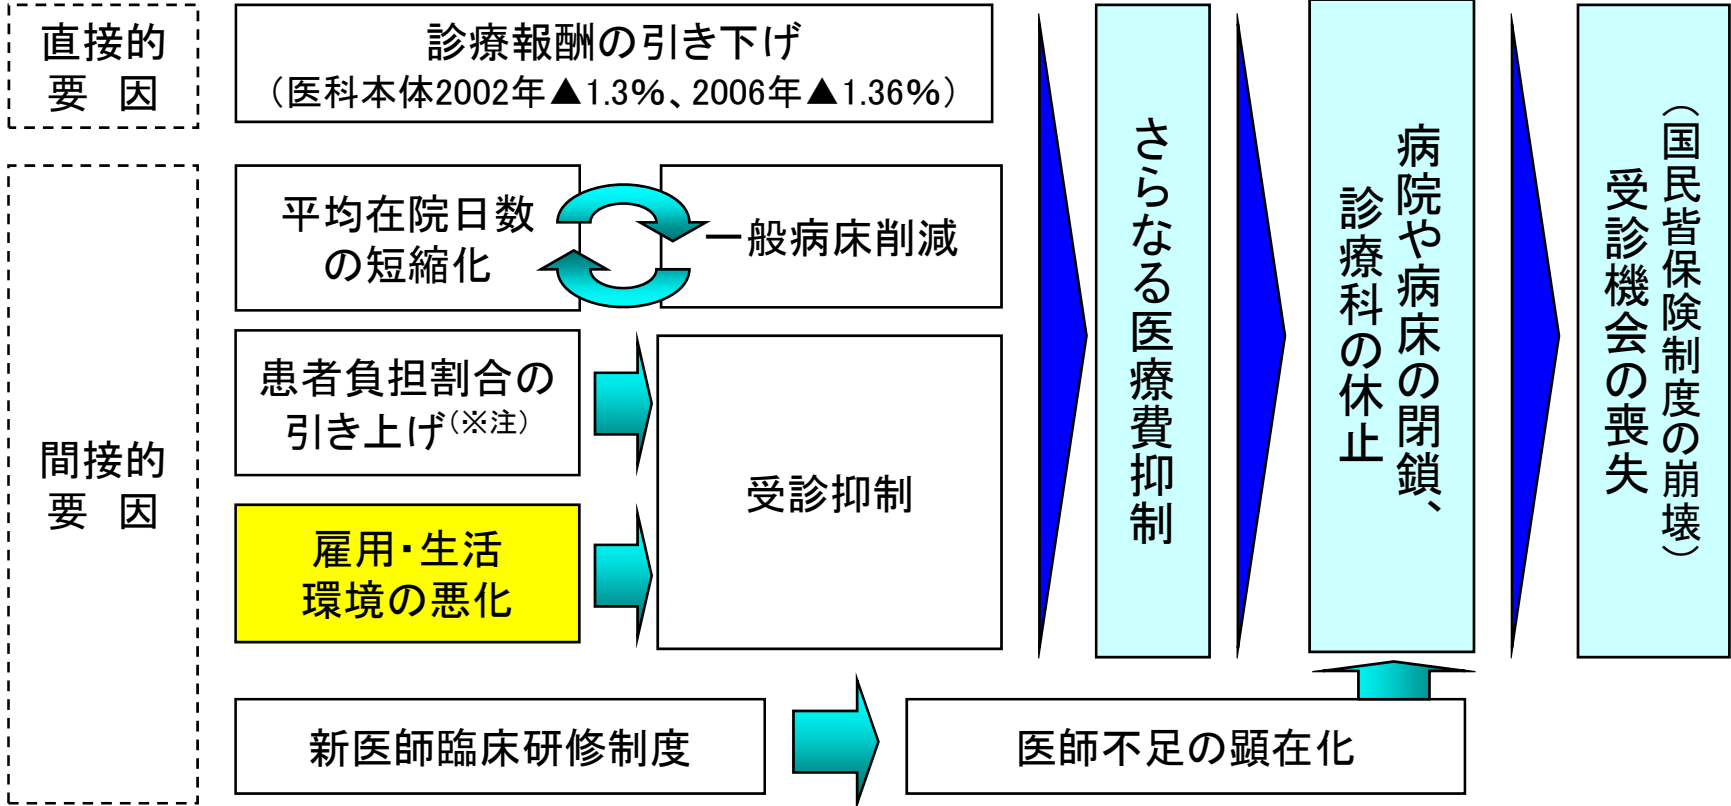 直接的
要 因
診療報酬の引き下げ
（医科本体2002年▲1.3%、2006年▲1.36%）
間接的
要 因
平均在院日数
の短縮化
一般病床削減
患者負担割合の
引き上げ（※注）
雇用・生活
環境の悪化
受診抑制
新医師臨床研修制度
医師不足の顕在化
さらなる医療費抑制
病院や病床の閉鎖、
診療科の休止
（国民皆保険制度の崩壊）
受診機会の喪失